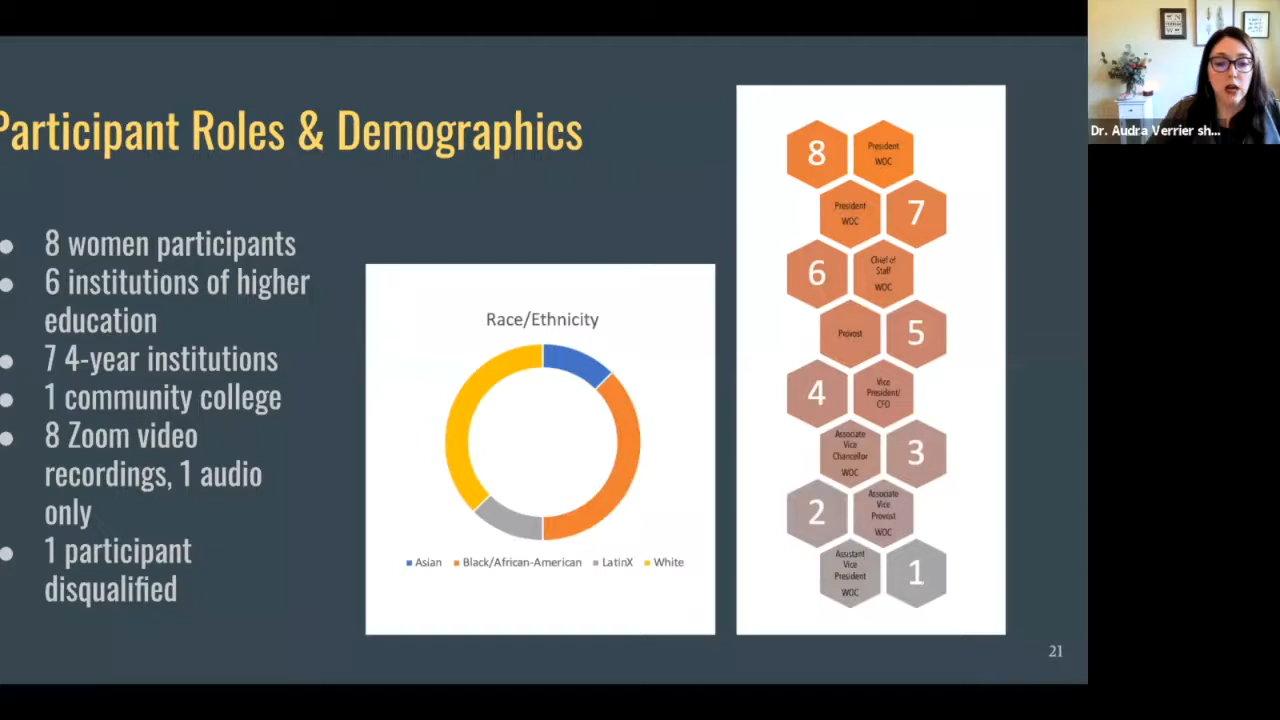 Participant Roles & Demographics
8 women participants
6 institutions of higher
education
7 4-year institutions
1 community college
8 Zoom video
recordings, 1 audio
only
1 participant
disqualified
Race/Ethnicity
Asian Black/African-American LatinX White
8
President
WOC
President
WOC
7
6
Chief of
Staff
WOC
Provost
5
4
Vice
President/
CFO
Associate
Vice
Chancellor
WOC
3
2
Associate
Vice
Provost
WOC
Assistant
Vice
President
WOC
1
21
Dr. Audra Verrier sh...